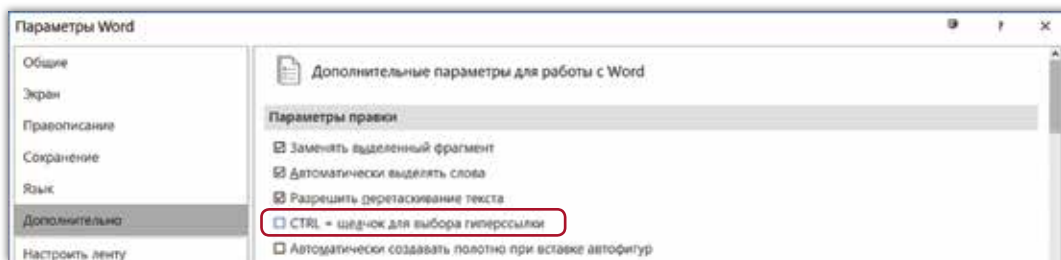 Параметры Word
? ×
Общие
Экран
Правописание
Сохранение
Язык
Дополнительно
Настроить ленту
Дополнительные параметры для работы с Word
Параметры правки
Заменять выделенный фрагмент
Автоматически выделять слова
Разрешить перетаскивание текста
CTRL + щелчок для выбора гиперссылки
Автоматически создавать полотно при вставке автофигур